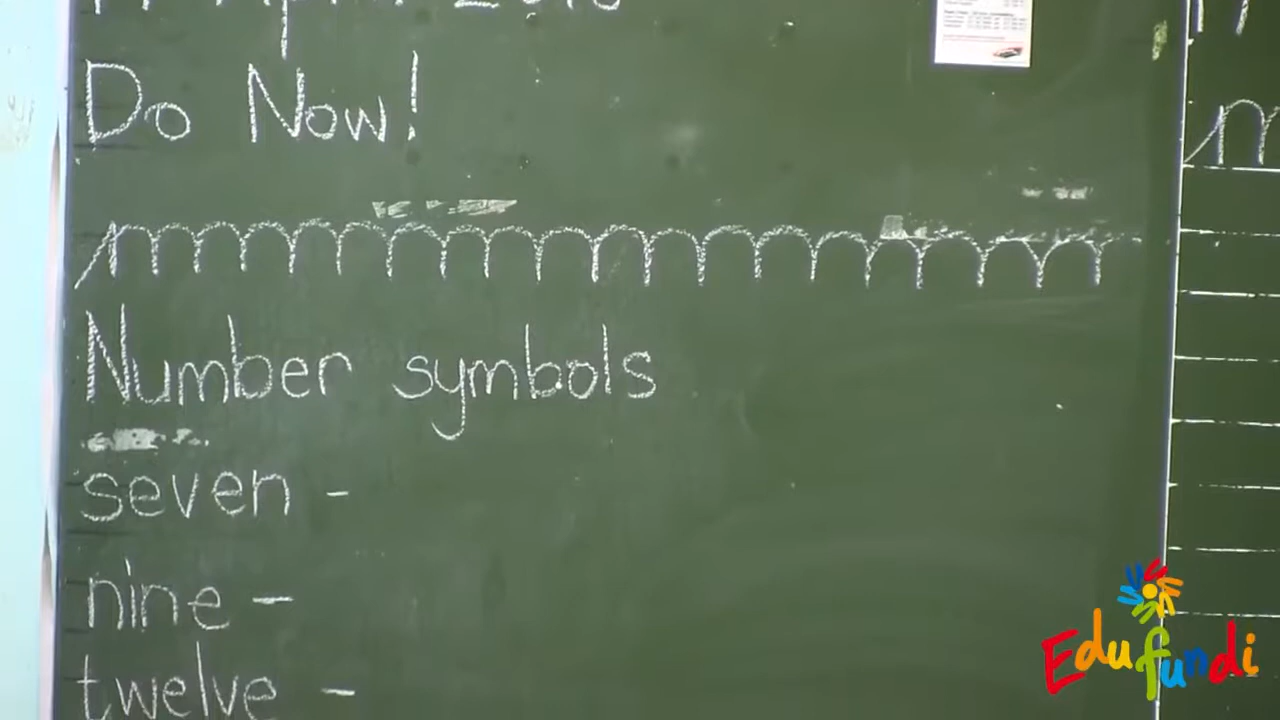 Do Now!
Number symbols
seven -
nine -
twelve -
Edufundi